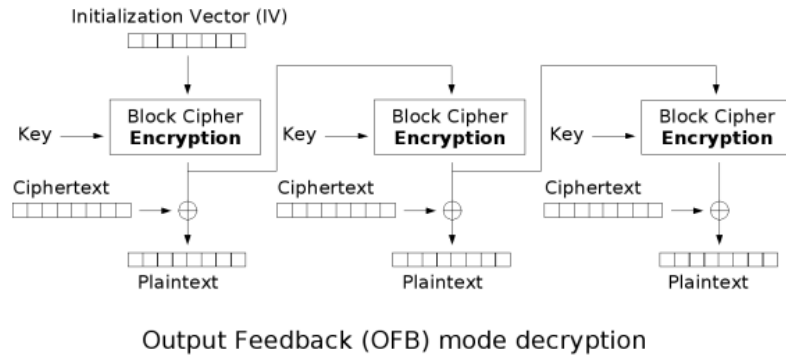 Initialization Vector (IV)
Block Cipher
Encryption
Block Cipher
Encryption
Block Cipher
Encryption
Key
Key
Key
Ciphertext
Ciphertext
Ciphertext
Plaintext
Plaintext
Plaintext
Output Feedback (OFB) mode decryption